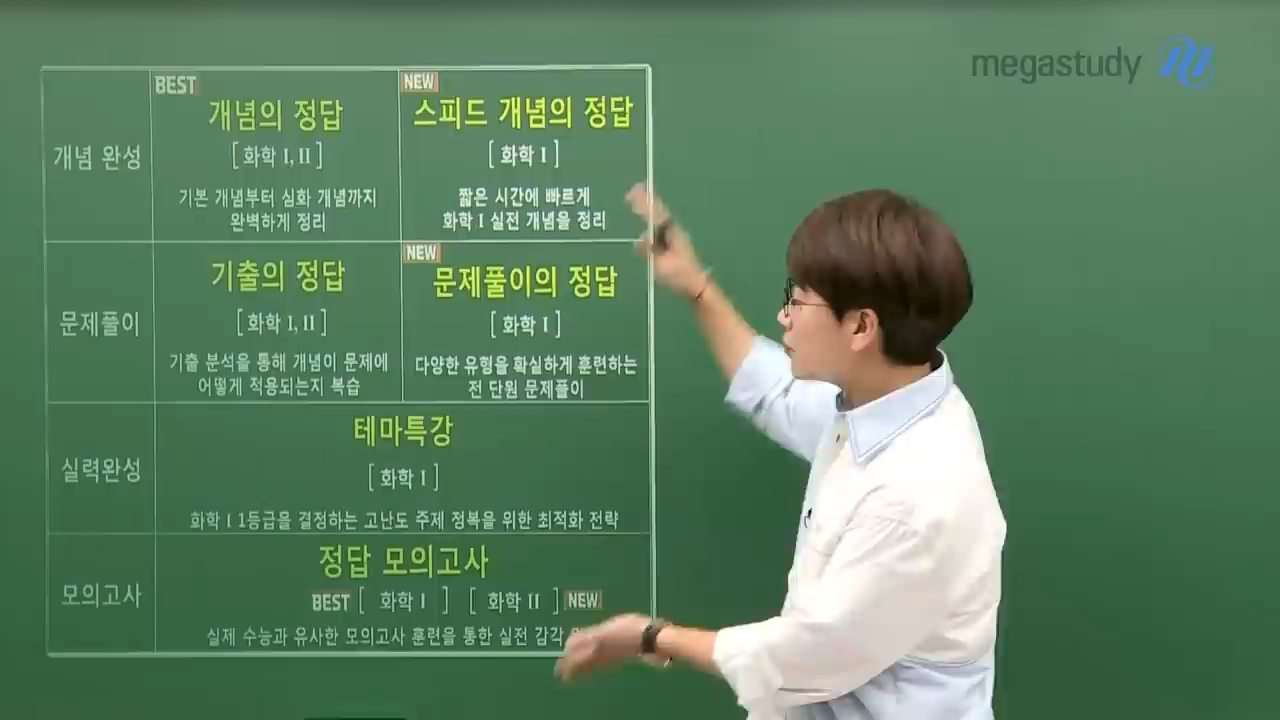 megastudy
개념 완성
BEST
개념의 정답
[ 화학 I, II ]
기본 개념부터 심화 개념까지
완벽하게 정리
NEW
스피드 개념의 정답
[ 화학 I ]
짧은 시간에 빠르게
화학 I 실전 개념을 정리
문제풀이
기출의 정답
[ 화학 I, II ]
기출 분석을 통해 개념이 문제에
어떻게 적용되는지 복습
NEW
문제풀이의 정답
[ 화학 I ]
다양한 유형을 확실하게 훈련하는
전 단원 문제풀이
실력완성
테마특강
[ 화학 I ]
화학 I 1등급을 결정하는 고난도 주제 정복을 위한 최적화 전략
모의고사
정답 모의고사
BEST [ 화학 I ] [ 화학 II ] NEW
실제 수능과 유사한 모의고사 훈련을 통한 실전 감각